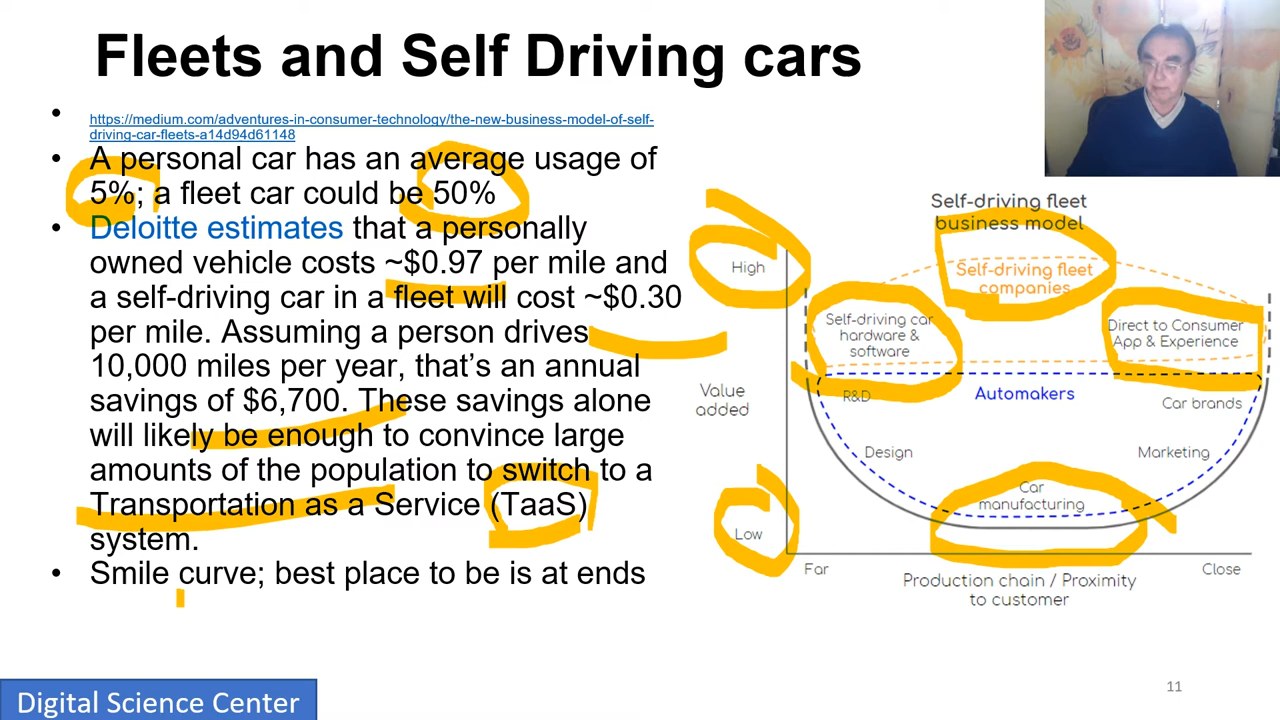 Fleets and Self Driving cars
• https://medium.com/adventures-in-consumer-technology/the-new-business-model-of-self-
driving-car-fleets-a14d94d61148
• A personal car has an average usage of
5%; a fleet car could be 50%
• Deloitte estimates that a personally
owned vehicle costs ~$0.97 per mile and
a self-driving car in a fleet will cost ~$0.30
per mile. Assuming a person drives
10,000 miles per year, that’s an annual
savings of $6,700. These savings alone
will likely be enough to convince large
amounts of the population to switch to a
Transportation as a Service (TaaS)
system.
• Smile curve; best place to be is at ends
Self-driving fleet
business model
High
Self-driving fleet
companies
Self-driving car
hardware &
software
Direct to Consumer
App & Experience
Value
added
R&D
Automakers
Car brands
Design
Marketing
Car
manufacturing
Low
Far
Production chain / Proximity
to customer
Close
Digital Science Center
11